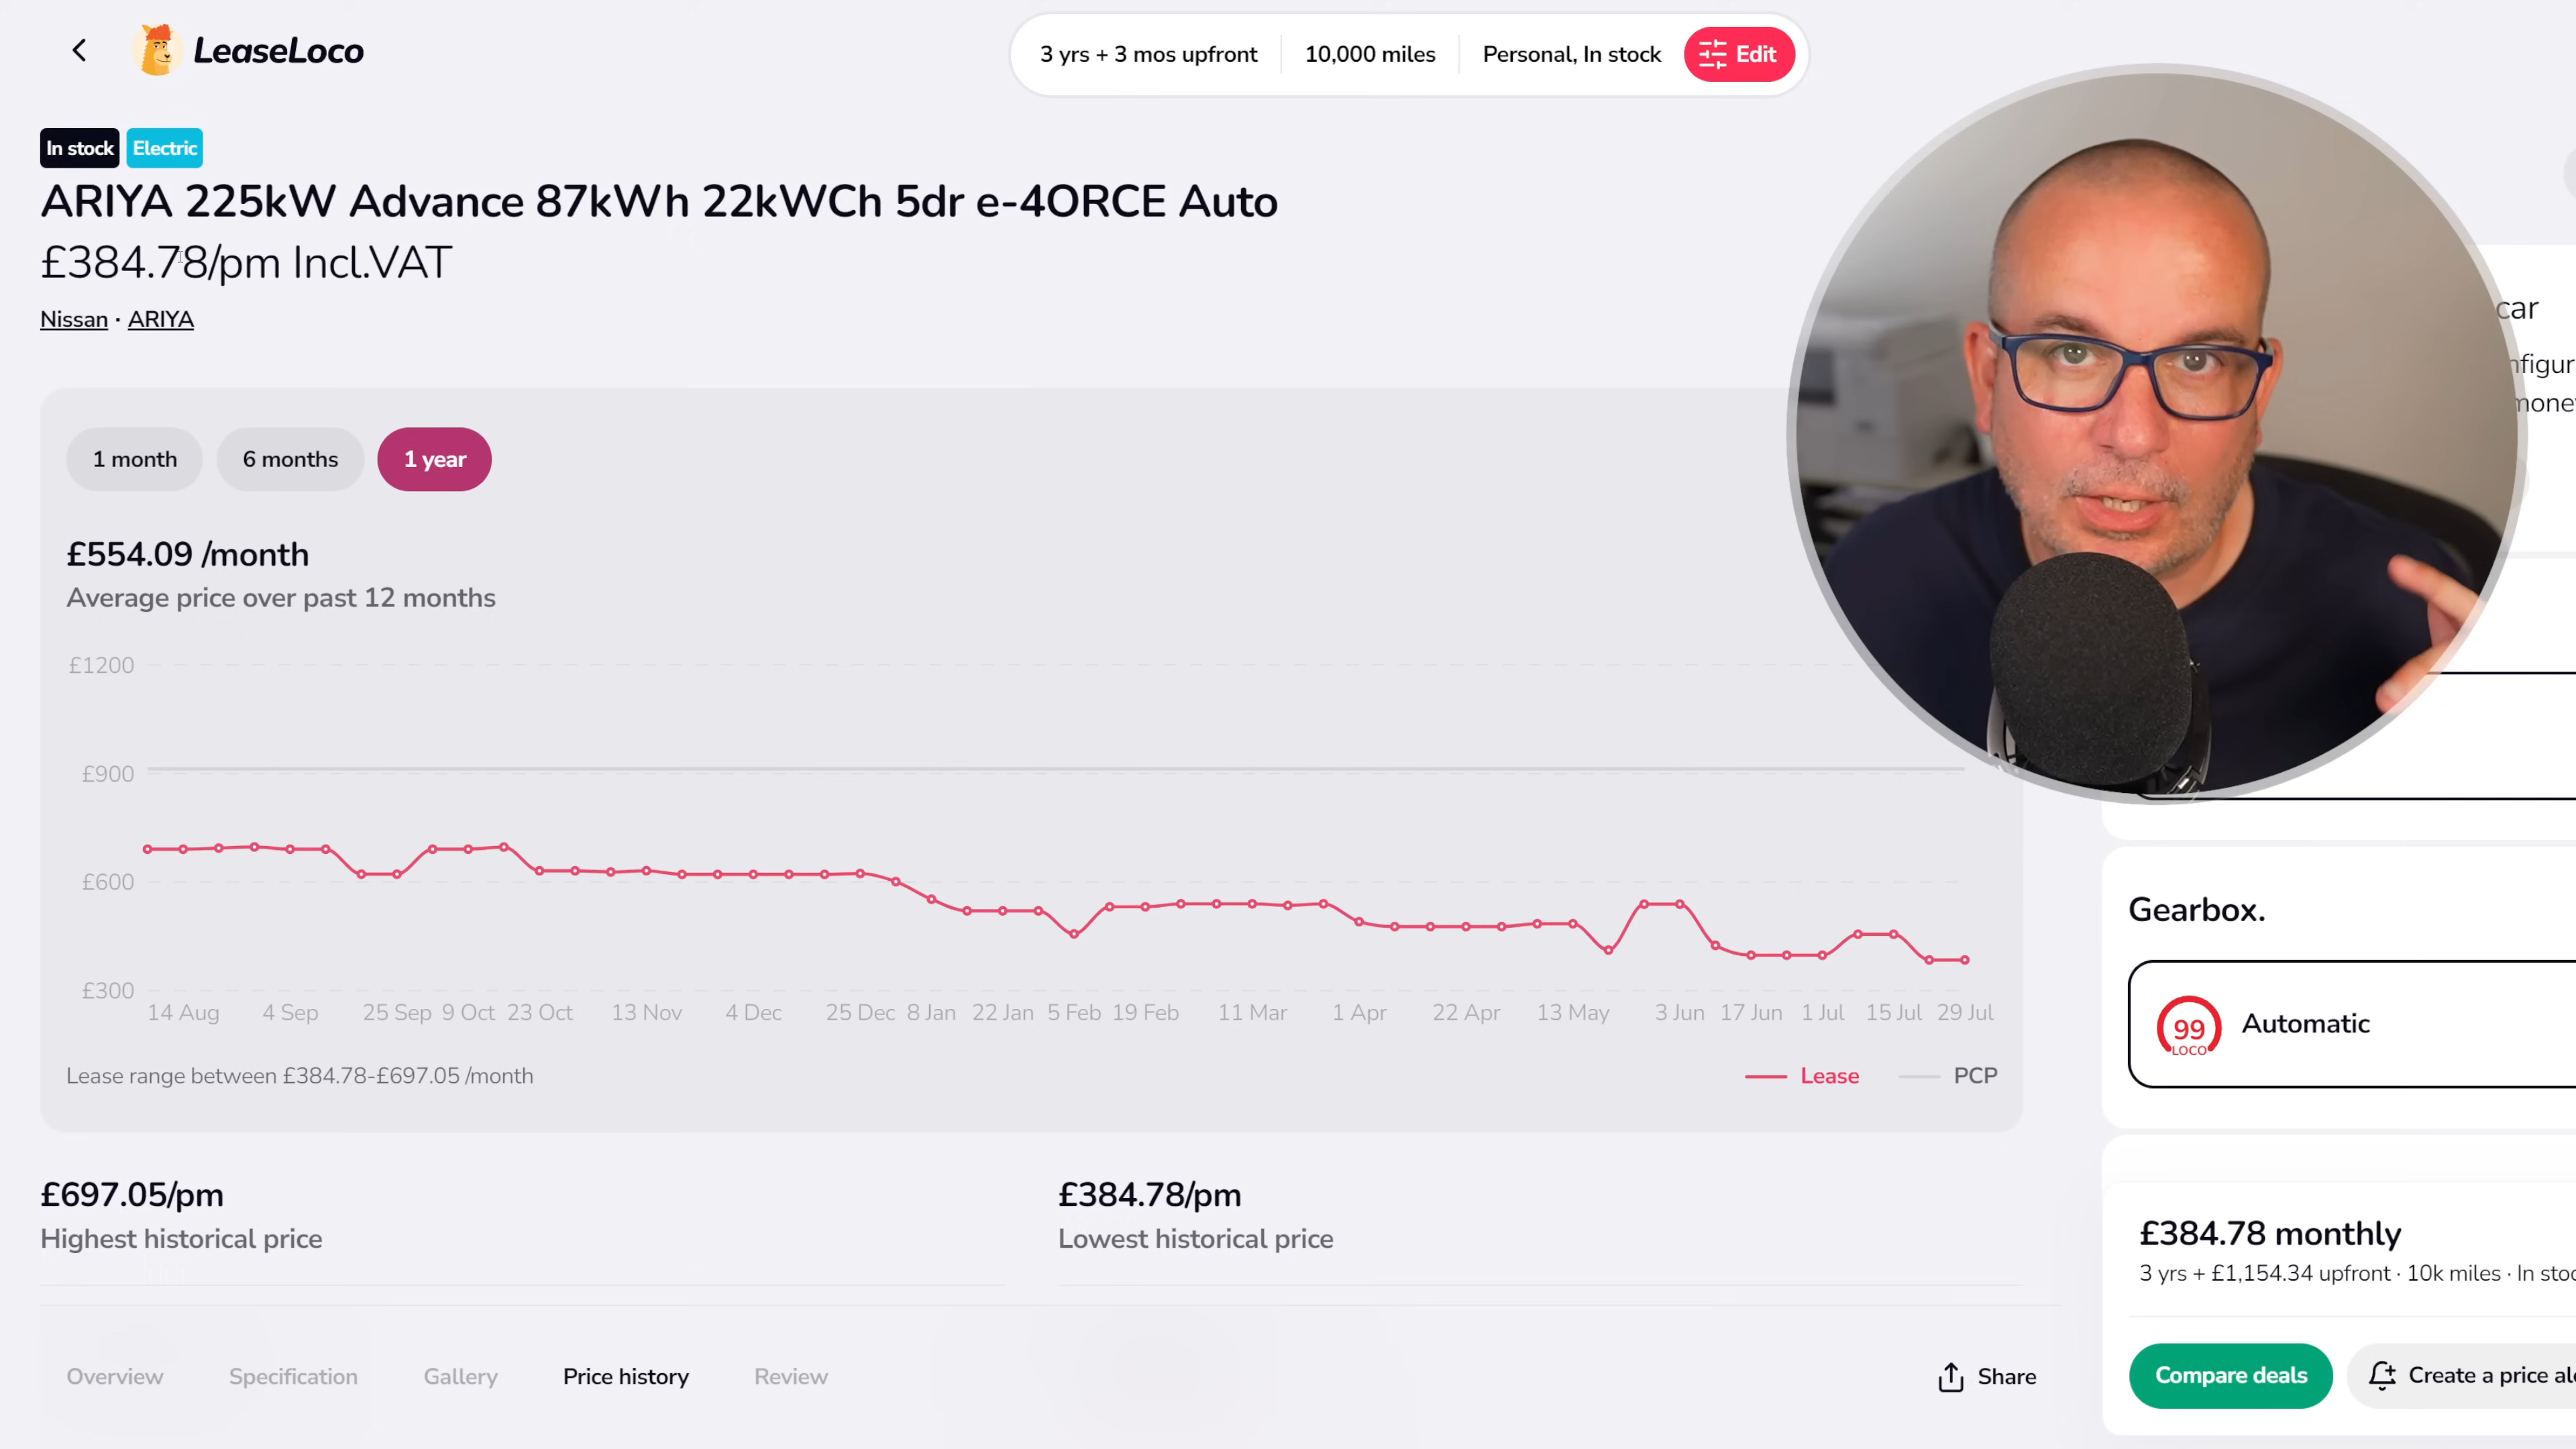 LeaseLoco
3 yrs + 3 mos upfront
10,000 miles
Personal, In stock
Edit
In stock
Electric
ARIYA 225kW Advance 87kWh 22kWCh 5dr e-4ORCE Auto
£384.78/pm Incl.VAT
Nissan · ARIYA
car
1 month
6 months
1 year
£554.09 /month
Average price over past 12 months
£1200
£900
£600
£300
14 Aug
4 Sep
25 Sep
9 Oct
23 Oct
13 Nov
4 Dec
25 Dec
8 Jan
22 Jan
5 Feb
19 Feb
11 Mar
1 Apr
22 Apr
13 May
3 Jun
17 Jun
1 Jul
15 Jul
29 Jul
Lease range between £384.78-£697.05 /month
Lease
PCP
Gearbox.
99
LOCO
Automatic
£697.05/pm
Highest historical price
£384.78/pm
Lowest historical price
£384.78 monthly
3 yrs + £1,154.34 upfront · 10k miles · In stoc
Overview
Specification
Gallery
Price history
Review
Share
Compare deals
Create a price al